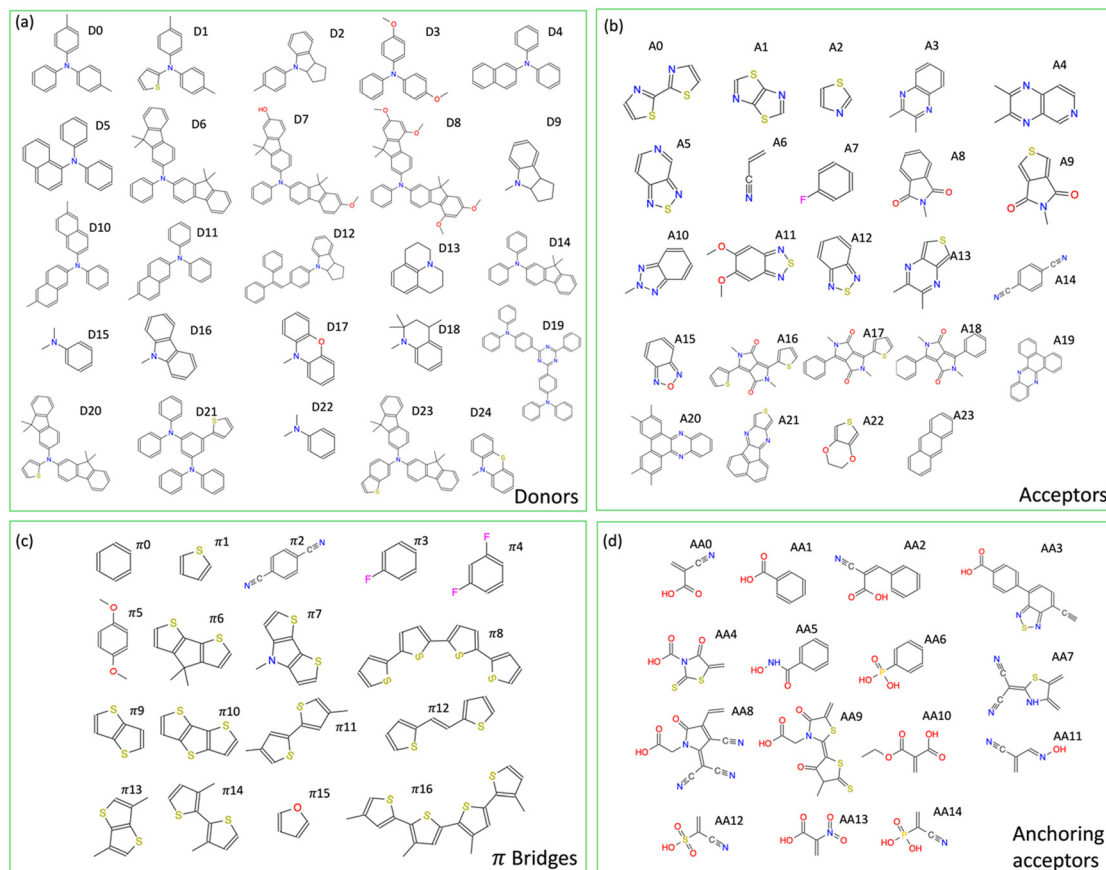 (a)
D0 D1 D2 D3 D4
D5 D6 D7 D8 D9
D10 D11 D12 D13 D14
D15 D16 D17 D18 D19
D20 D21 D22 D23 D24
Donors
(b)
A0 A1 A2 A3 A4
A5 A6 A7 A8 A9
A10 A11 A12 A13 A14
A15 A16 A17 A18 A19
A20 A21 A22 A23
Acceptors
(c)
π0 π1 π2 π3 π4
π5 π6 π7 π8
π9 π10 π11 π12
π13 π14 π15 π16
π Bridges
(d)
AA0 AA1 AA2 AA3
AA4 AA5 AA6 AA7
AA8 AA9 AA10 AA11
AA12 AA13 AA14
Anchoring
acceptors